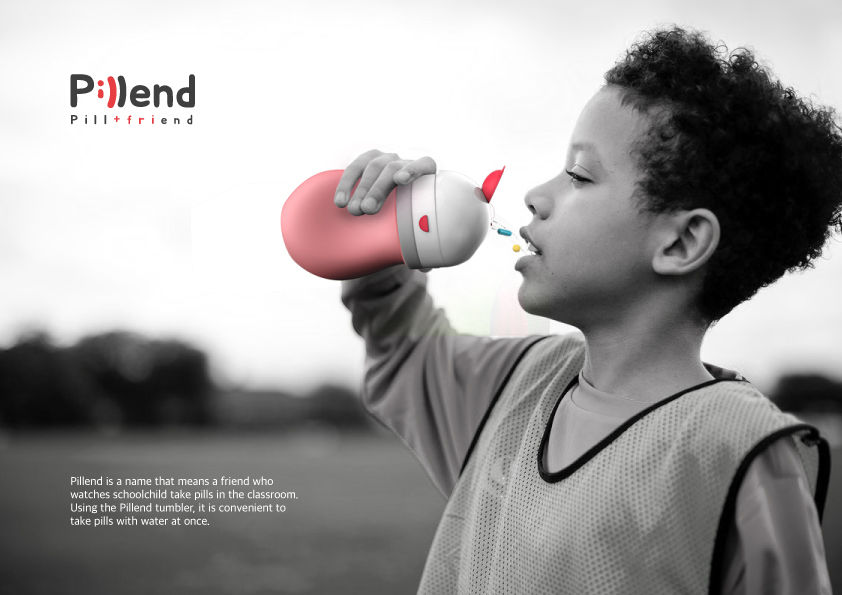 Pillend
Pill+friend
Pillend is a name that means a friend who
watches schoolchild take pills in the classroom.
Using the Pillend tumbler, it is convenient to
take pills with water at once.